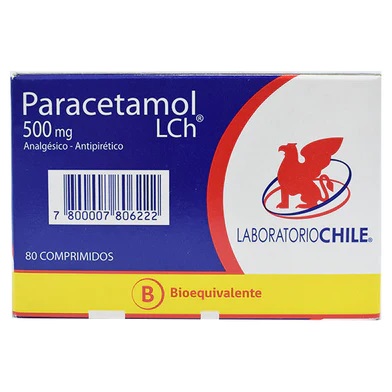 Paracetamol
LCh®
500 mg
Analgésico - Antipirético
7 800007 806222
LABORATORIOCHILE®
80 COMPRIMIDOS
B Bioequivalente